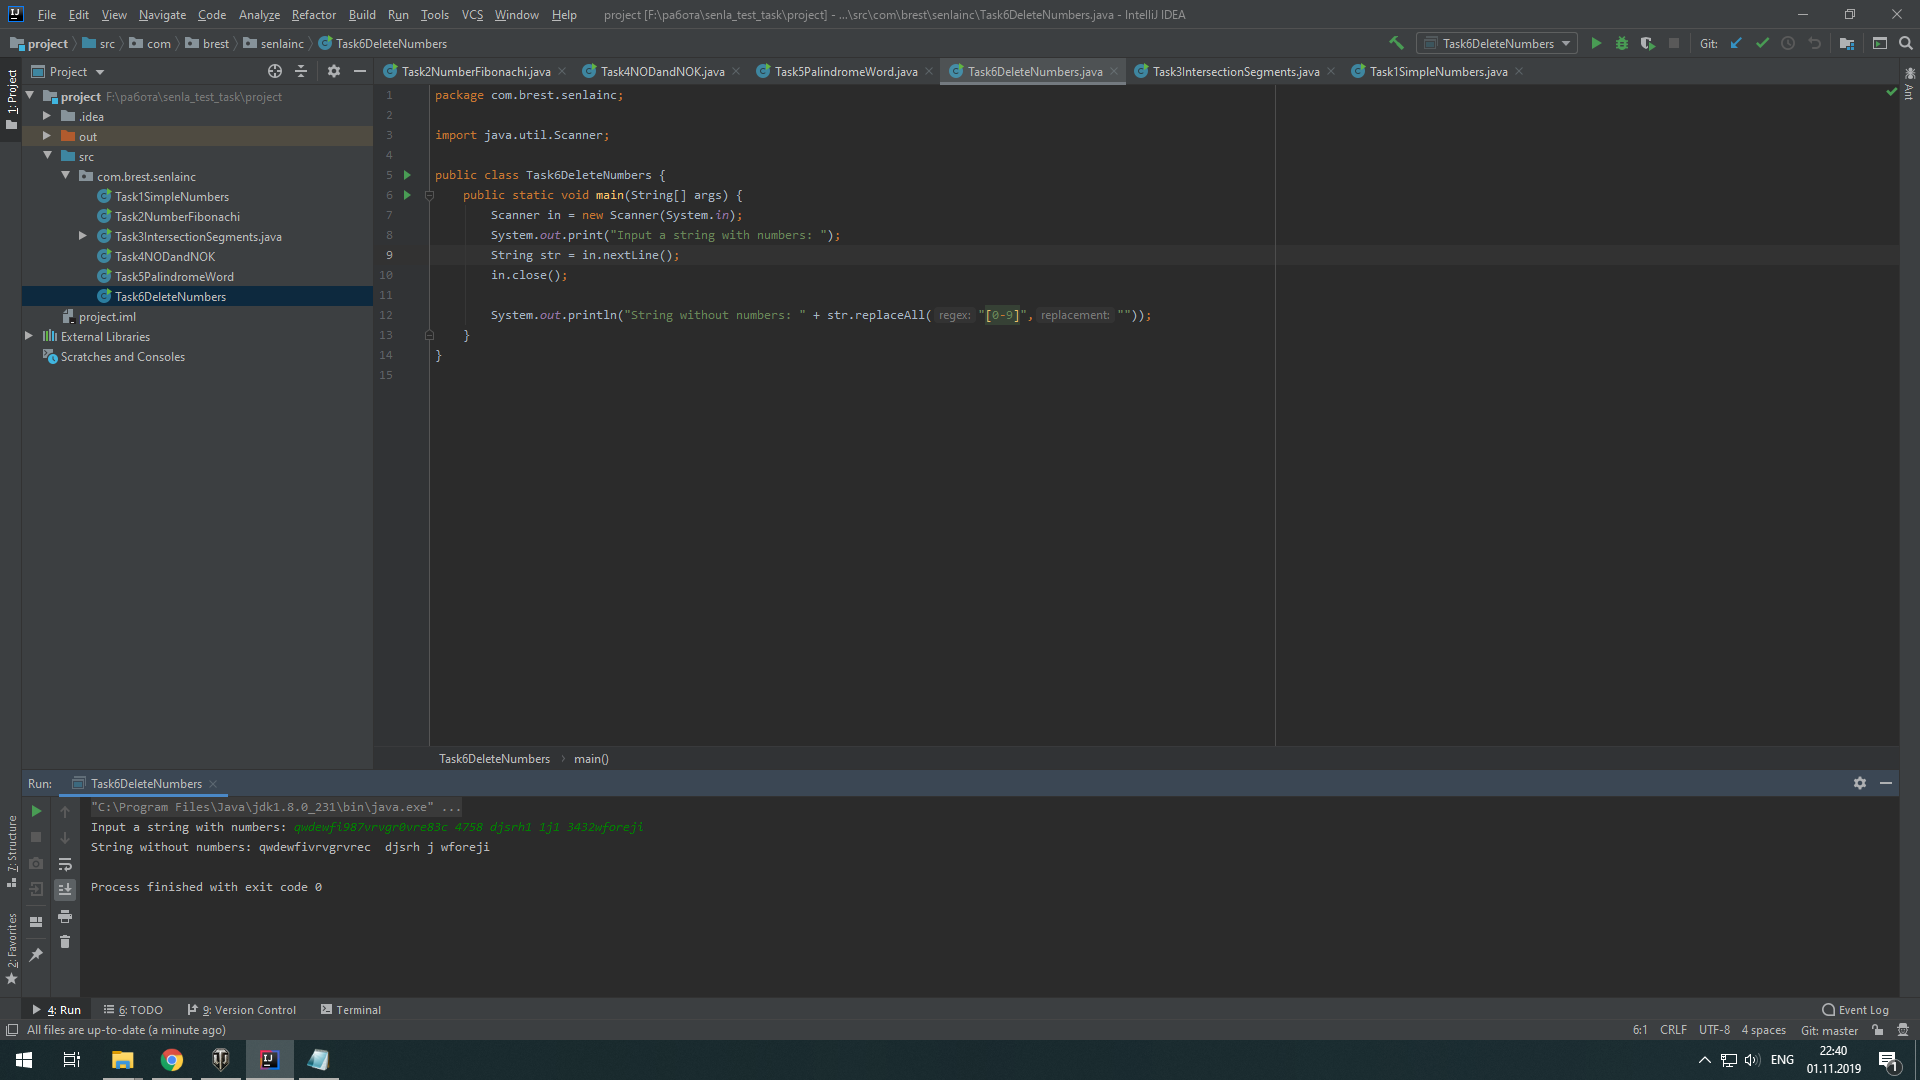 File Edit View Navigate Code Analyze Refactor Build Run Tools VCS Window Help project [F:\работа\senla_test_task\project] - ...\src\com\brest\senlainc\Task6DeleteNumbers.java - IntelliJ IDEA
project src com brest senlainc Task6DeleteNumbers Task6DeleteNumbers Git:
Project Task2NumberFibonachi.java Task4NODandNOK.java Task5PalindromeWord.java Task6DeleteNumbers.java Task3IntersectionSegments.java Task1SimpleNumbers.java
1: Project
Ant
project F:\работа\senla_test_task\project
.idea
out
src
com.brest.senlainc
Task1SimpleNumbers
Task2NumberFibonachi
Task3IntersectionSegments.java
Task4NODandNOK
Task5PalindromeWord
Task6DeleteNumbers
project.iml
External Libraries
Scratches and Consoles
1 package com.brest.senlainc;
2
3 import java.util.Scanner;
4
5 public class Task6DeleteNumbers {
6 public static void main(String[] args) {
7 Scanner in = new Scanner(System.in);
8 System.out.print("Input a string with numbers: ");
9 String str = in.nextLine();
10 in.close();
11
12 System.out.println("String without numbers: " + str.replaceAll( regex: "[0-9]", replacement: ""));
13 }
14 }
15
Task6DeleteNumbers main()
Run: Task6DeleteNumbers
"C:\Program Files\Java\jdk1.8.0_231\bin\java.exe" ...
Input a string with numbers: qwdewfi987vrvgr0vre83c 4758 djsrh1 1j1 3432wforeji
String without numbers: qwdewfivrvgrvrec  djsrh j wforeji
Process finished with exit code 0
7: Structure
2: Favorites
4: Run 6: TODO 9: Version Control Terminal Event Log
All files are up-to-date (a minute ago) 6:1 CRLF UTF-8 4 spaces Git: master
ENG 22:40
01.11.2019 1